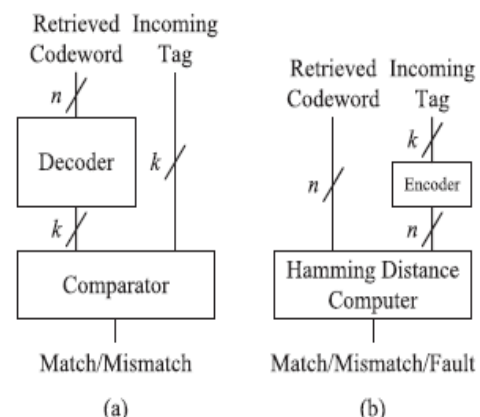 Retrieved Incoming
Codeword Tag
n
Decoder
k
k
Comparator
Match/Mismatch
(a)
Retrieved Incoming
Codeword Tag
k
n
Encoder
n
Hamming Distance
Computer
Match/Mismatch/Fault
(b)